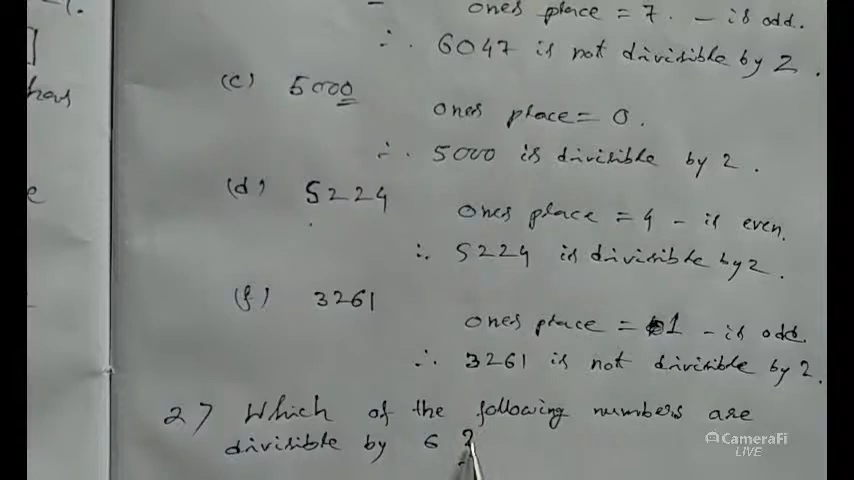 ones place = 7. - is odd.
∴ 6047 is not divisible by 2.
(c) 5000
ones place = 0.
∴ 5000 is divisible by 2.
(d) 5224
ones place = 4 - is even.
∴ 5224 is divisible by 2.
(f) 3261
ones place = 1 - is odd.
∴ 3261 is not divisible by 2.
2) Which of the following numbers are
divisible by 6 ?
CameraFi
LIVE